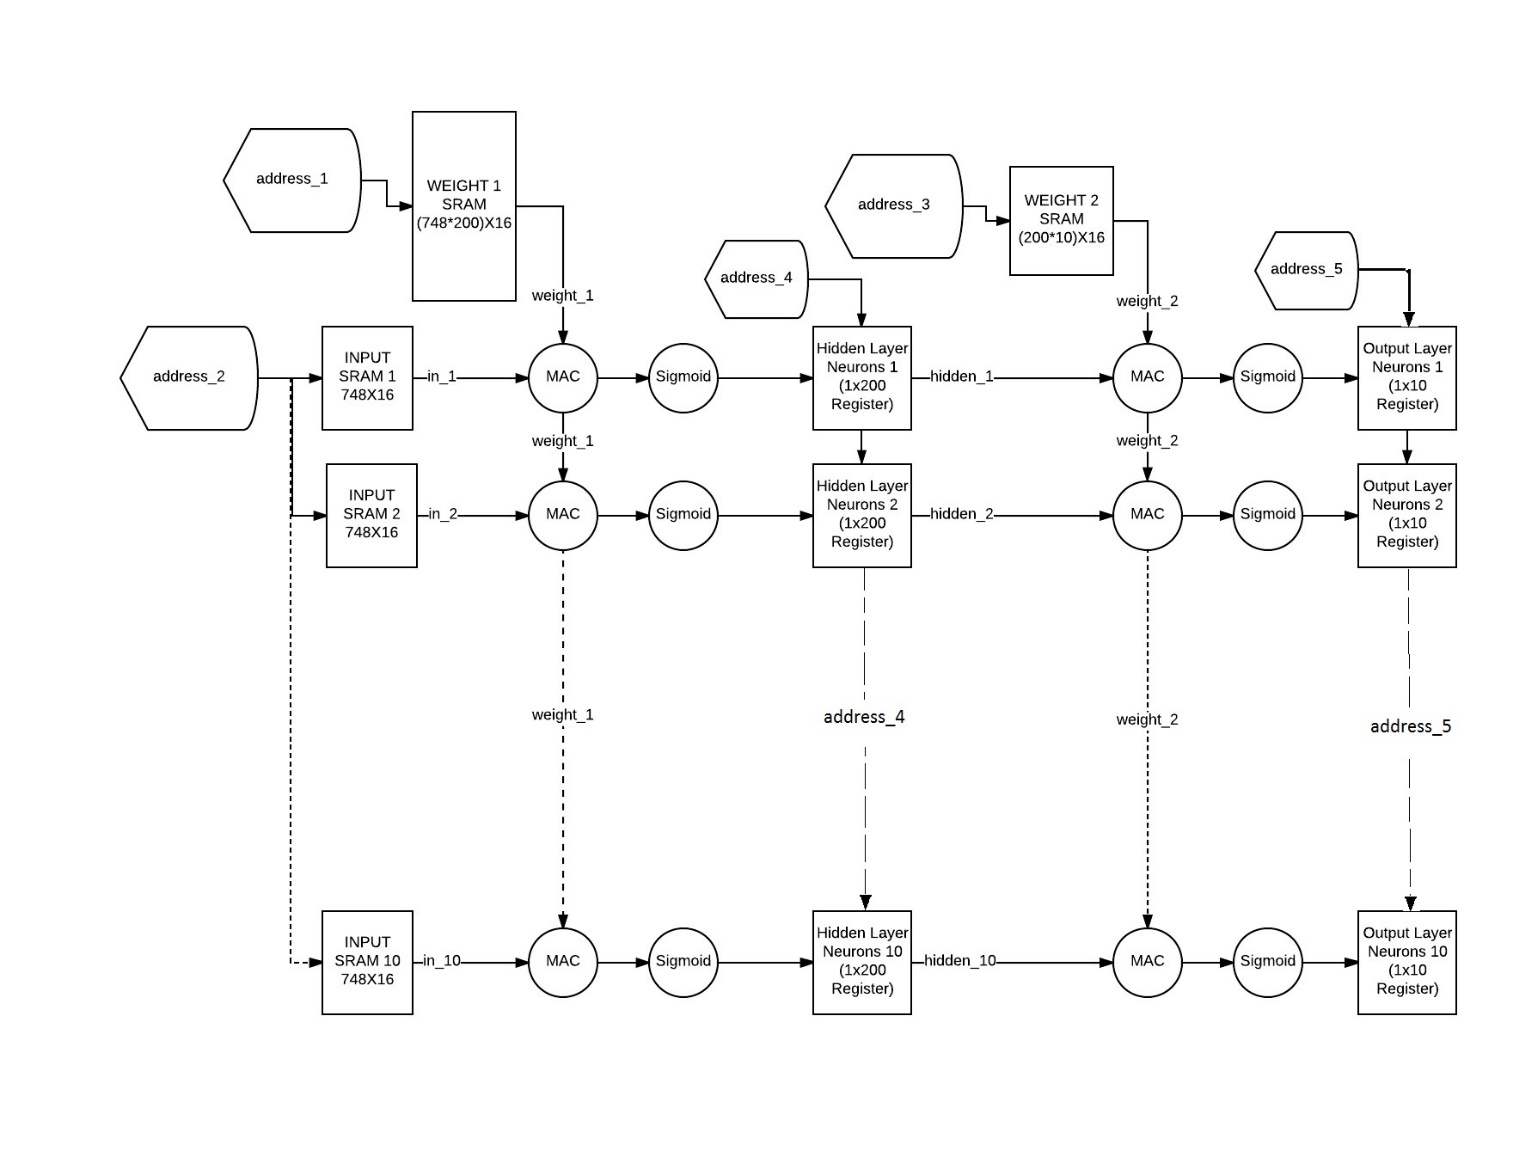 address_1
WEIGHT 1
SRAM
(748*200)X16
address_3
WEIGHT 2
SRAM
(200*10)X16
address_4
address_5
weight_1
weight_2
address_2
INPUT
SRAM 1
748X16
in_1
MAC
Sigmoid
Hidden Layer
Neurons 1
(1x200
Register)
hidden_1
MAC
Sigmoid
Output Layer
Neurons 1
(1x10
Register)
weight_1
weight_2
INPUT
SRAM 2
748X16
in_2
MAC
Sigmoid
Hidden Layer
Neurons 2
(1x200
Register)
hidden_2
MAC
Sigmoid
Output Layer
Neurons 2
(1x10
Register)
weight_1
address_4
weight_2
address_5
INPUT
SRAM 10
748X16
in_10
MAC
Sigmoid
Hidden Layer
Neurons 10
(1x200
Register)
hidden_10
MAC
Sigmoid
Output Layer
Neurons 10
(1x10
Register)